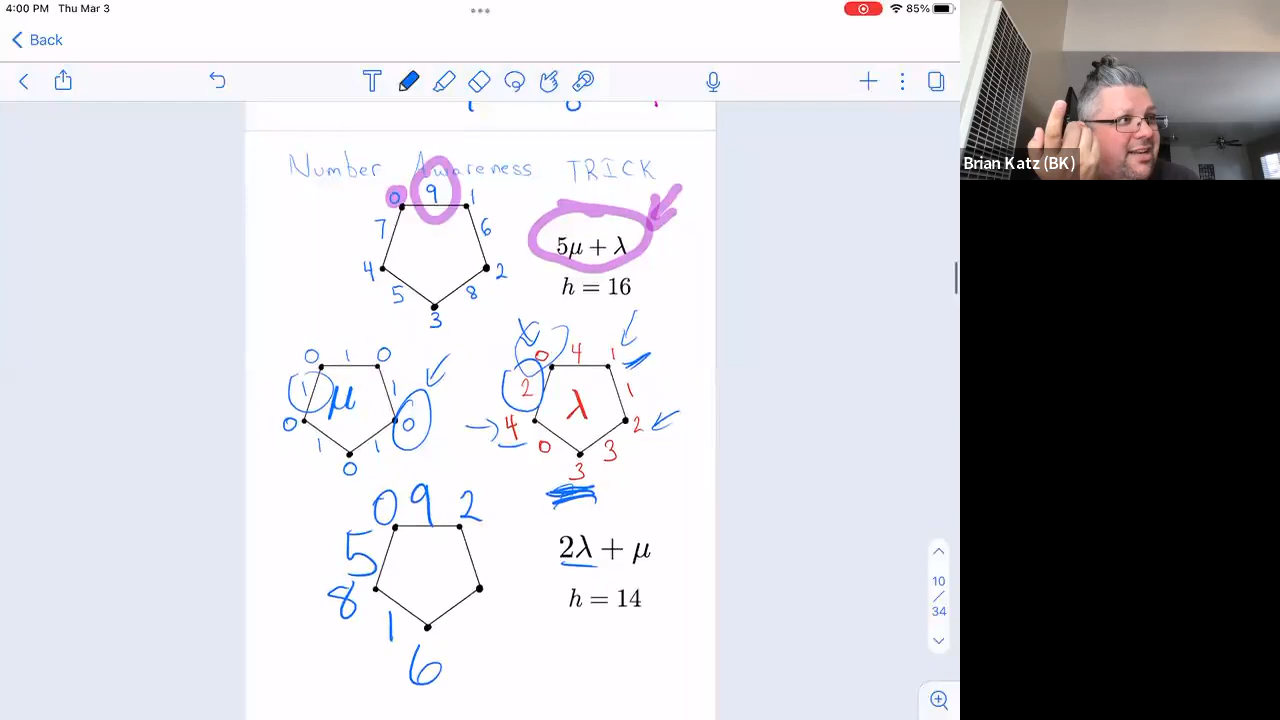 4:00 PM Thu Mar 3
85%
Back
T
Brian Katz (BK)
Number Awareness TRICK
0 9 1
7 6
4 2
5 8
3
5μ + λ
h = 16
0 1 0
1 μ 1
0 0
1 1
0
0 4 1
2 λ 1
4 2
0 3
3
0 9 2
5
8
1
6
2λ + μ
h = 14
10
/
34